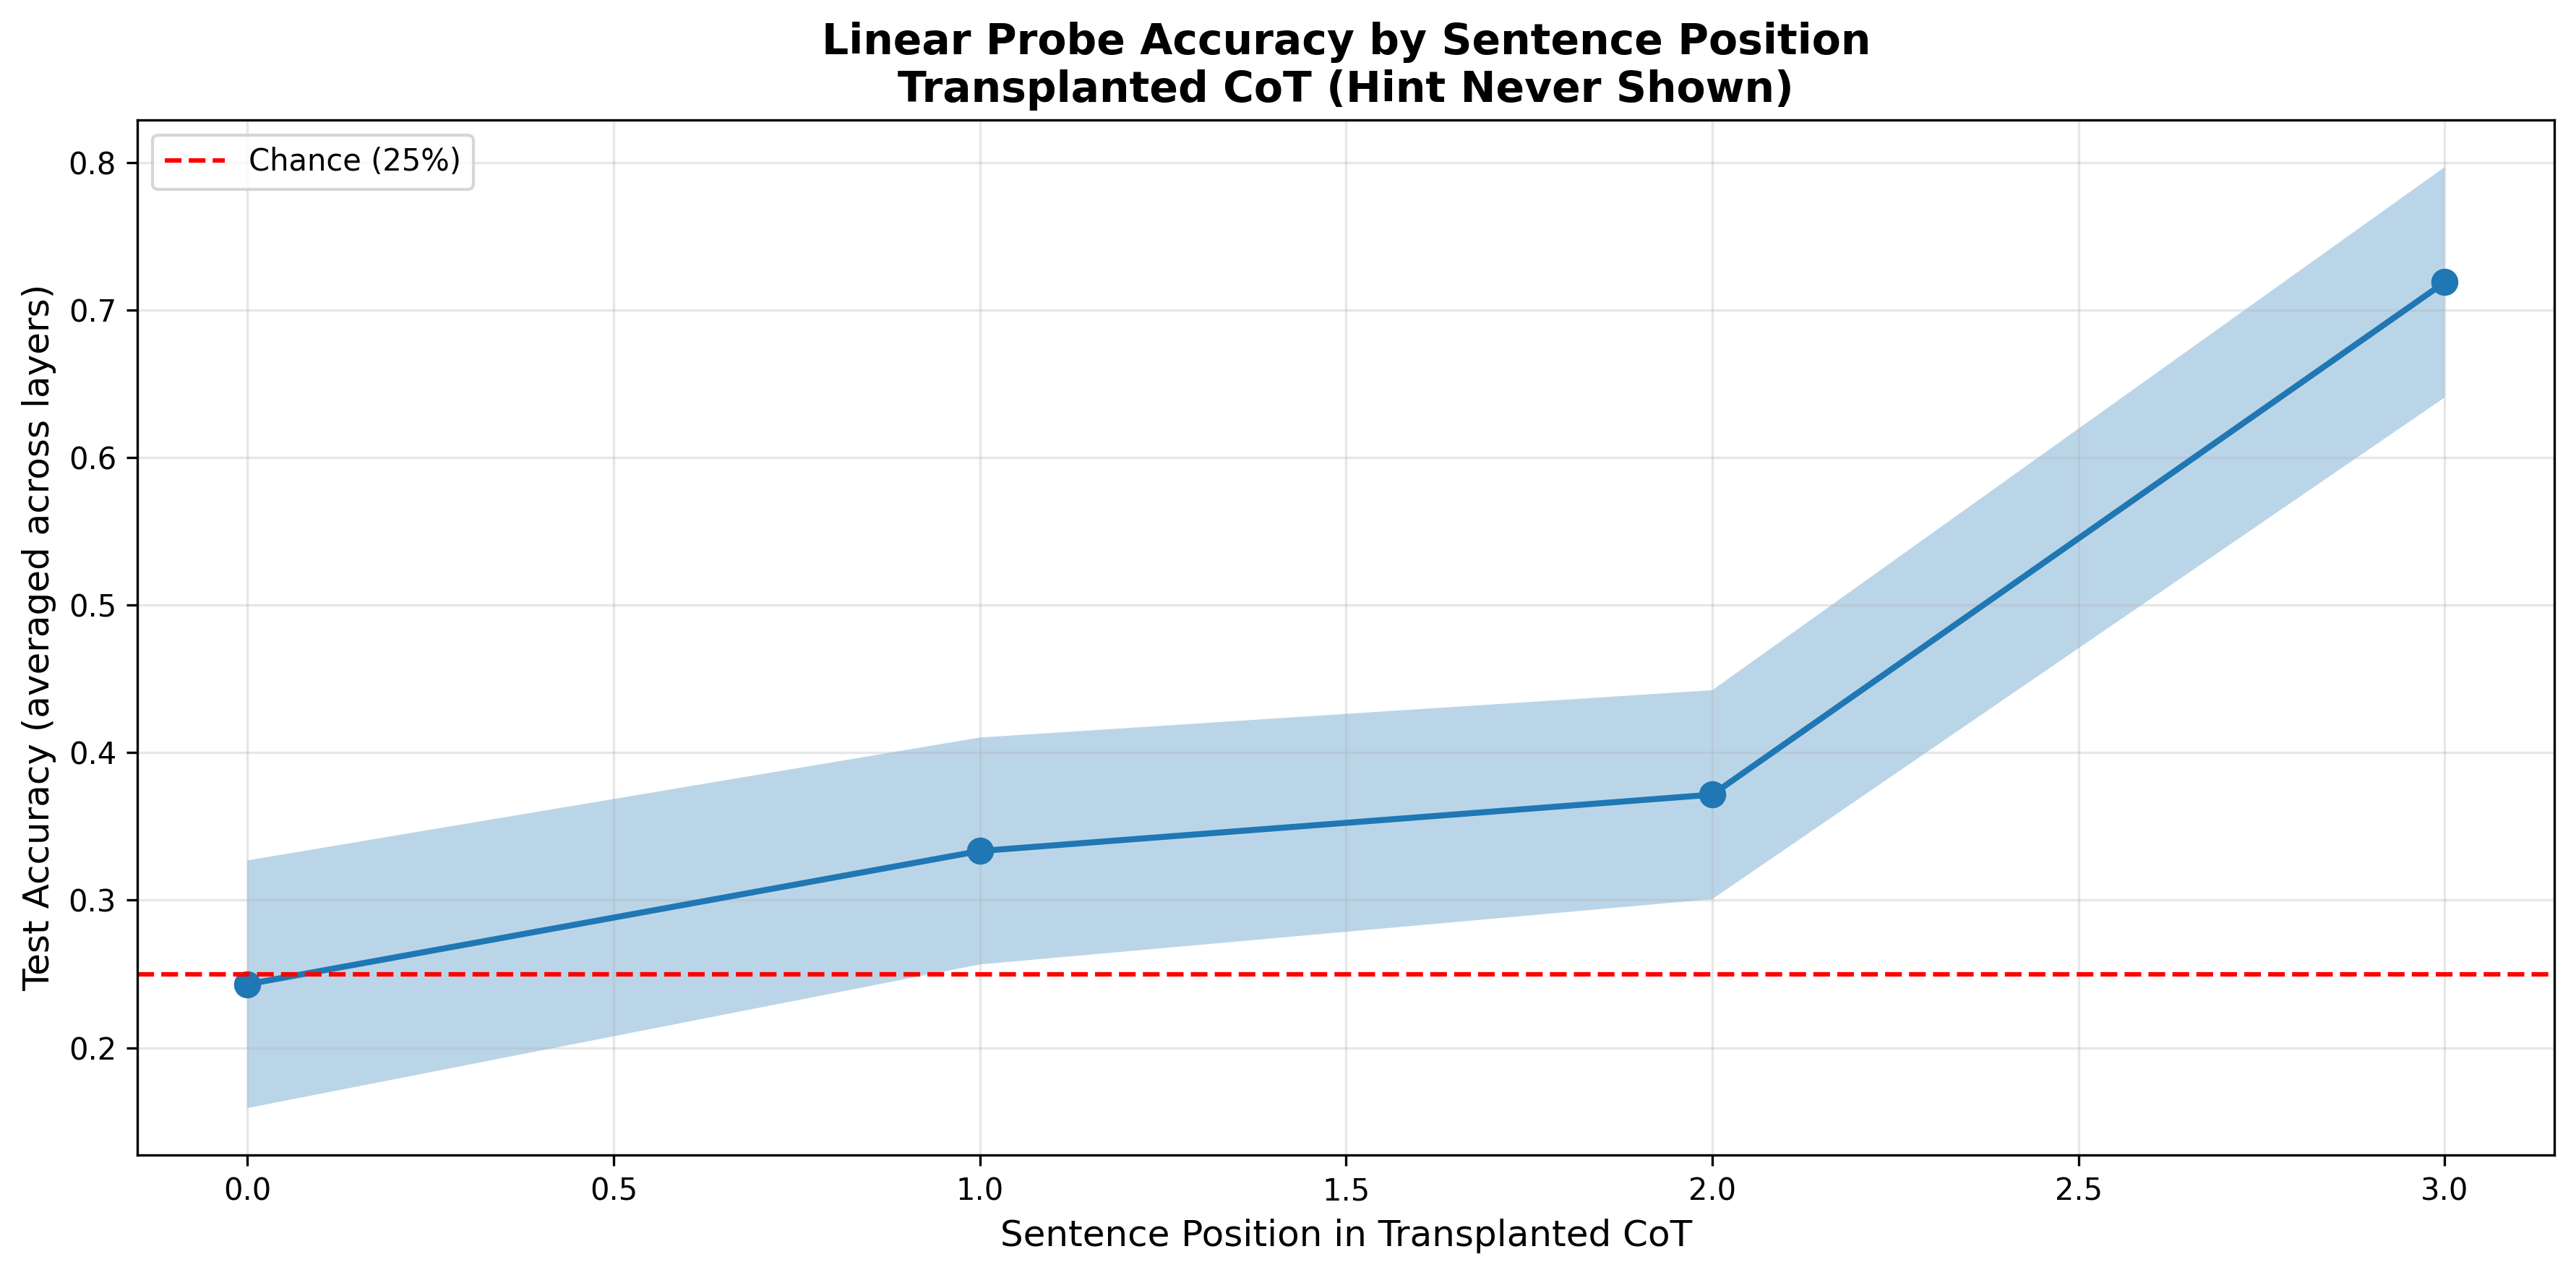 Linear Probe Accuracy by Sentence Position
Transplanted CoT (Hint Never Shown)
Chance (25%)
Test Accuracy (averaged across layers)
0.8
0.7
0.6
0.5
0.4
0.3
0.2
0.0 0.5 1.0 1.5 2.0 2.5 3.0
Sentence Position in Transplanted CoT